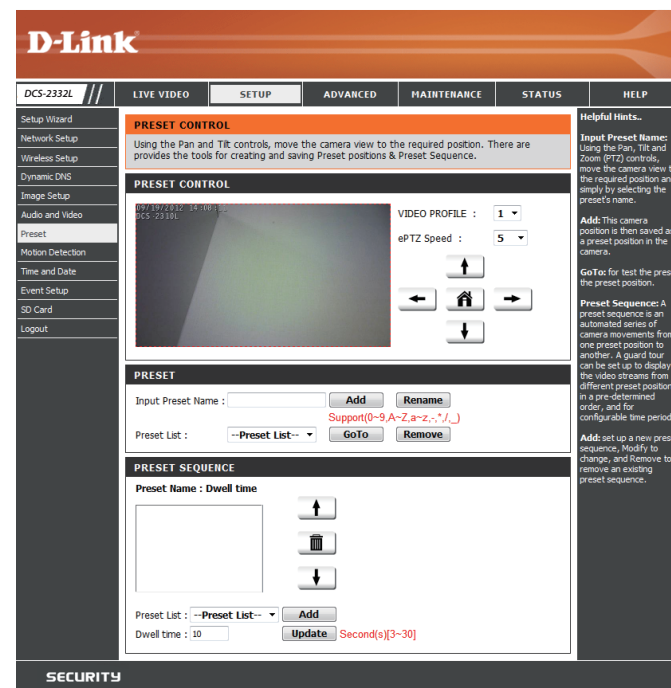 D-Link
DCS-2332L
LIVE VIDEO
SETUP
ADVANCED
MAINTENANCE
STATUS
HELP
Setup Wizard
Network Setup
Wireless Setup
Dynamic DNS
Image Setup
Audio and Video
Preset
Motion Detection
Time and Date
Event Setup
SD Card
Logout
PRESET CONTROL
Using the Pan and Tilt controls, move the camera view to the required position. There are
provides the tools for creating and saving Preset positions & Preset Sequence.
PRESET CONTROL
09/19/2012 14:08:
DCS-2310L
VIDEO PROFILE : 1
ePTZ Speed : 5
PRESET
Input Preset Name : Add Rename
Support(0~9,A~Z,a~z,-,*,/,_)
Preset List : --Preset List-- GoTo Remove
PRESET SEQUENCE
Preset Name : Dwell time
Preset List : --Preset List-- Add
Dwell time : 10 Update Second(s)[3~30]
Helpful Hints..
Input Preset Name:
Using the Pan, Tilt and
Zoom (PTZ) controls,
move the camera view t
the required position an
simply by selecting the
preset's name.
Add: This camera
position is then saved a
a preset position in the
camera.
GoTo: for test the pres
the preset position.
Preset Sequence: A
preset sequence is an
automated series of
camera movements from
one preset position to
another. A guard tour
can be set up to display
the video streams from
different preset position
in a pre-determined
order, and for
configurable time period
Add: set up a new pres
sequence, Modify to
change, and Remove to
remove an existing
preset sequence.
SECURITY